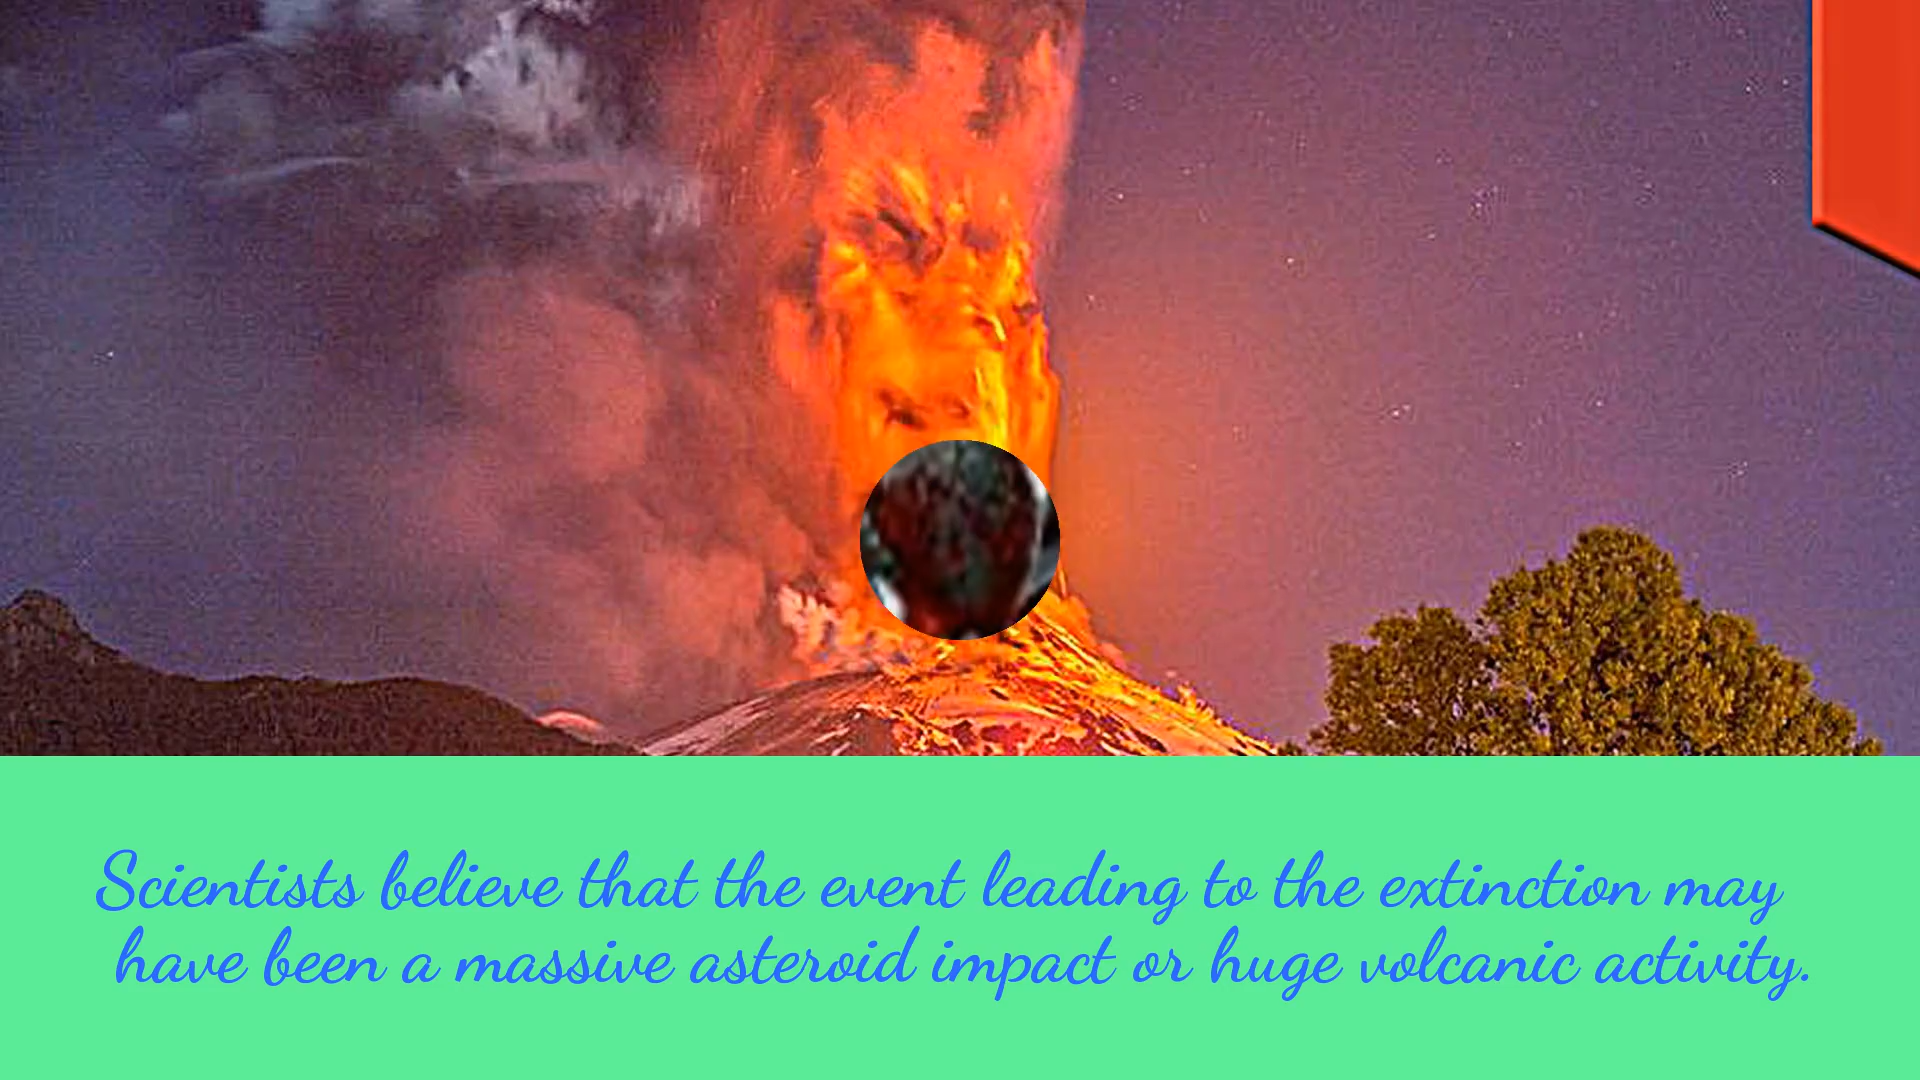 Scientists believe that the event leading to the extinction may
have been a massive asteroid impact or huge volcanic activity.